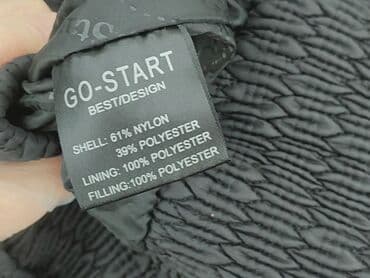 GO-START
BEST/DESIGN
SHELL: 61% NYLON
39% POLYESTER
LINING: 100% POLYESTER
FILLING:100% POLYESTER